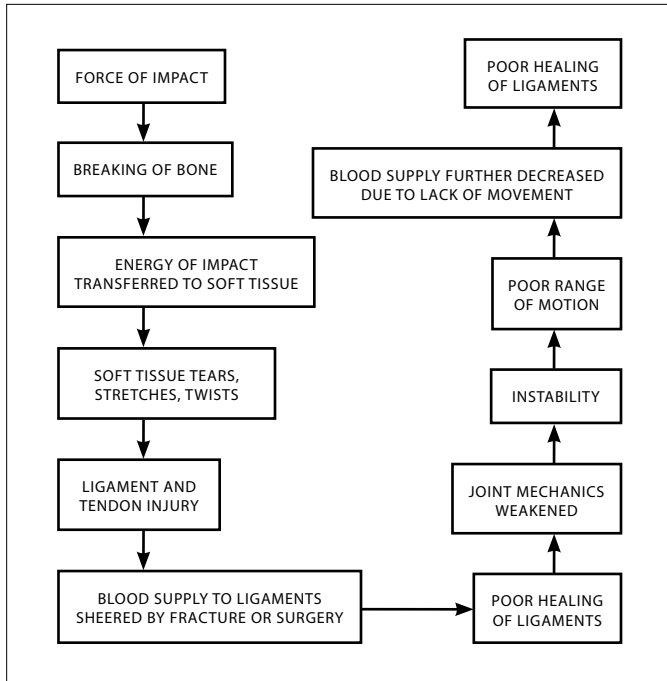 FORCE OF IMPACT
BREAKING OF BONE
ENERGY OF IMPACT
TRANSFERRED TO SOFT TISSUE
SOFT TISSUE TEARS,
STRETCHES, TWISTS
LIGAMENT AND
TENDON INJURY
BLOOD SUPPLY TO LIGAMENTS
SHEERED BY FRACTURE OR SURGERY
POOR HEALING
OF LIGAMENTS
JOINT MECHANICS
WEAKENED
INSTABILITY
POOR RANGE
OF MOTION
BLOOD SUPPLY FURTHER DECREASED
DUE TO LACK OF MOVEMENT
POOR HEALING
OF LIGAMENTS